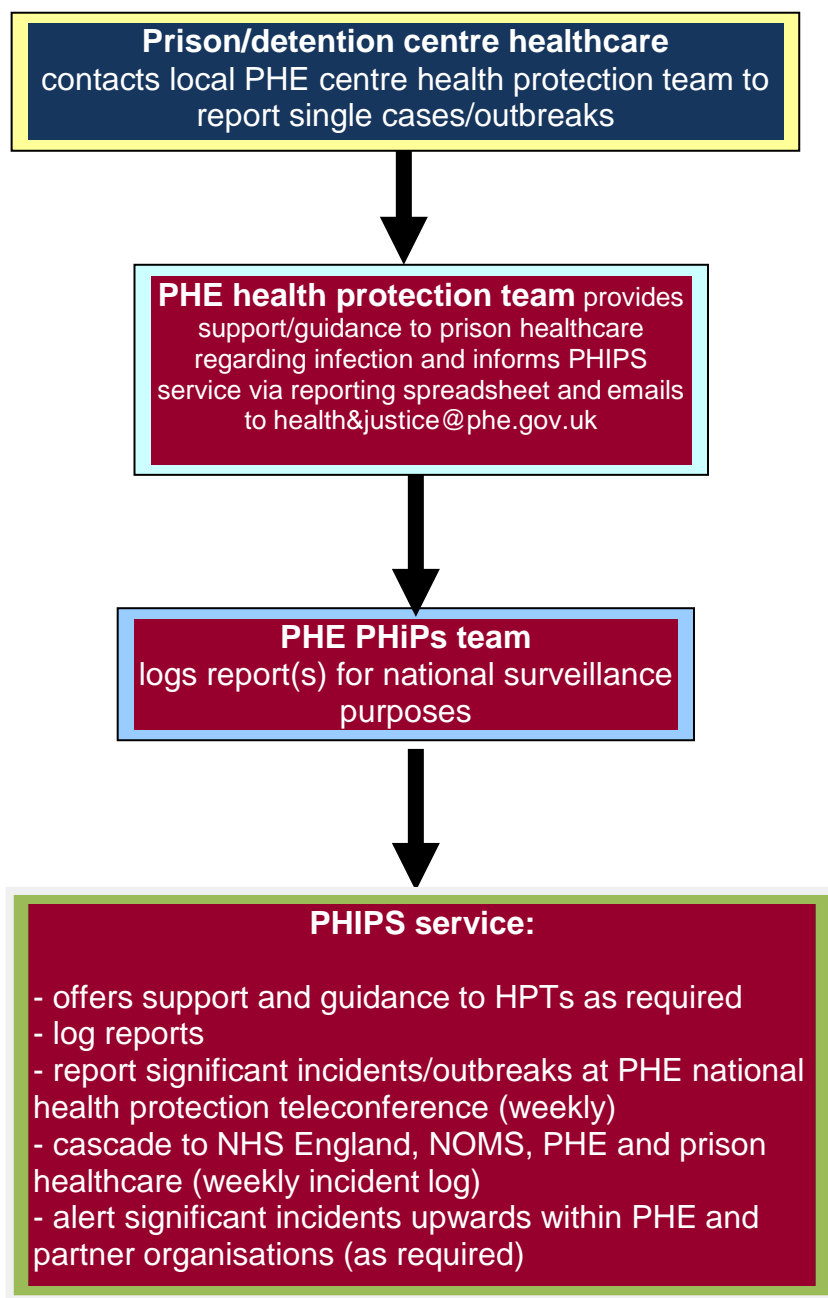 Prison/detention centre healthcare
contacts local PHE centre health protection team to
report single cases/outbreaks
PHE health protection team provides
support/guidance to prison healthcare
regarding infection and informs PHIPS
service via reporting spreadsheet and emails
to health&justice@phe.gov.uk
PHE PHiPs team
logs report(s) for national surveillance
purposes
PHIPS service:
- offers support and guidance to HPTs as required
- log reports
- report significant incidents/outbreaks at PHE national
health protection teleconference (weekly)
- cascade to NHS England, NOMS, PHE and prison
healthcare (weekly incident log)
- alert significant incidents upwards within PHE and
partner organisations (as required)